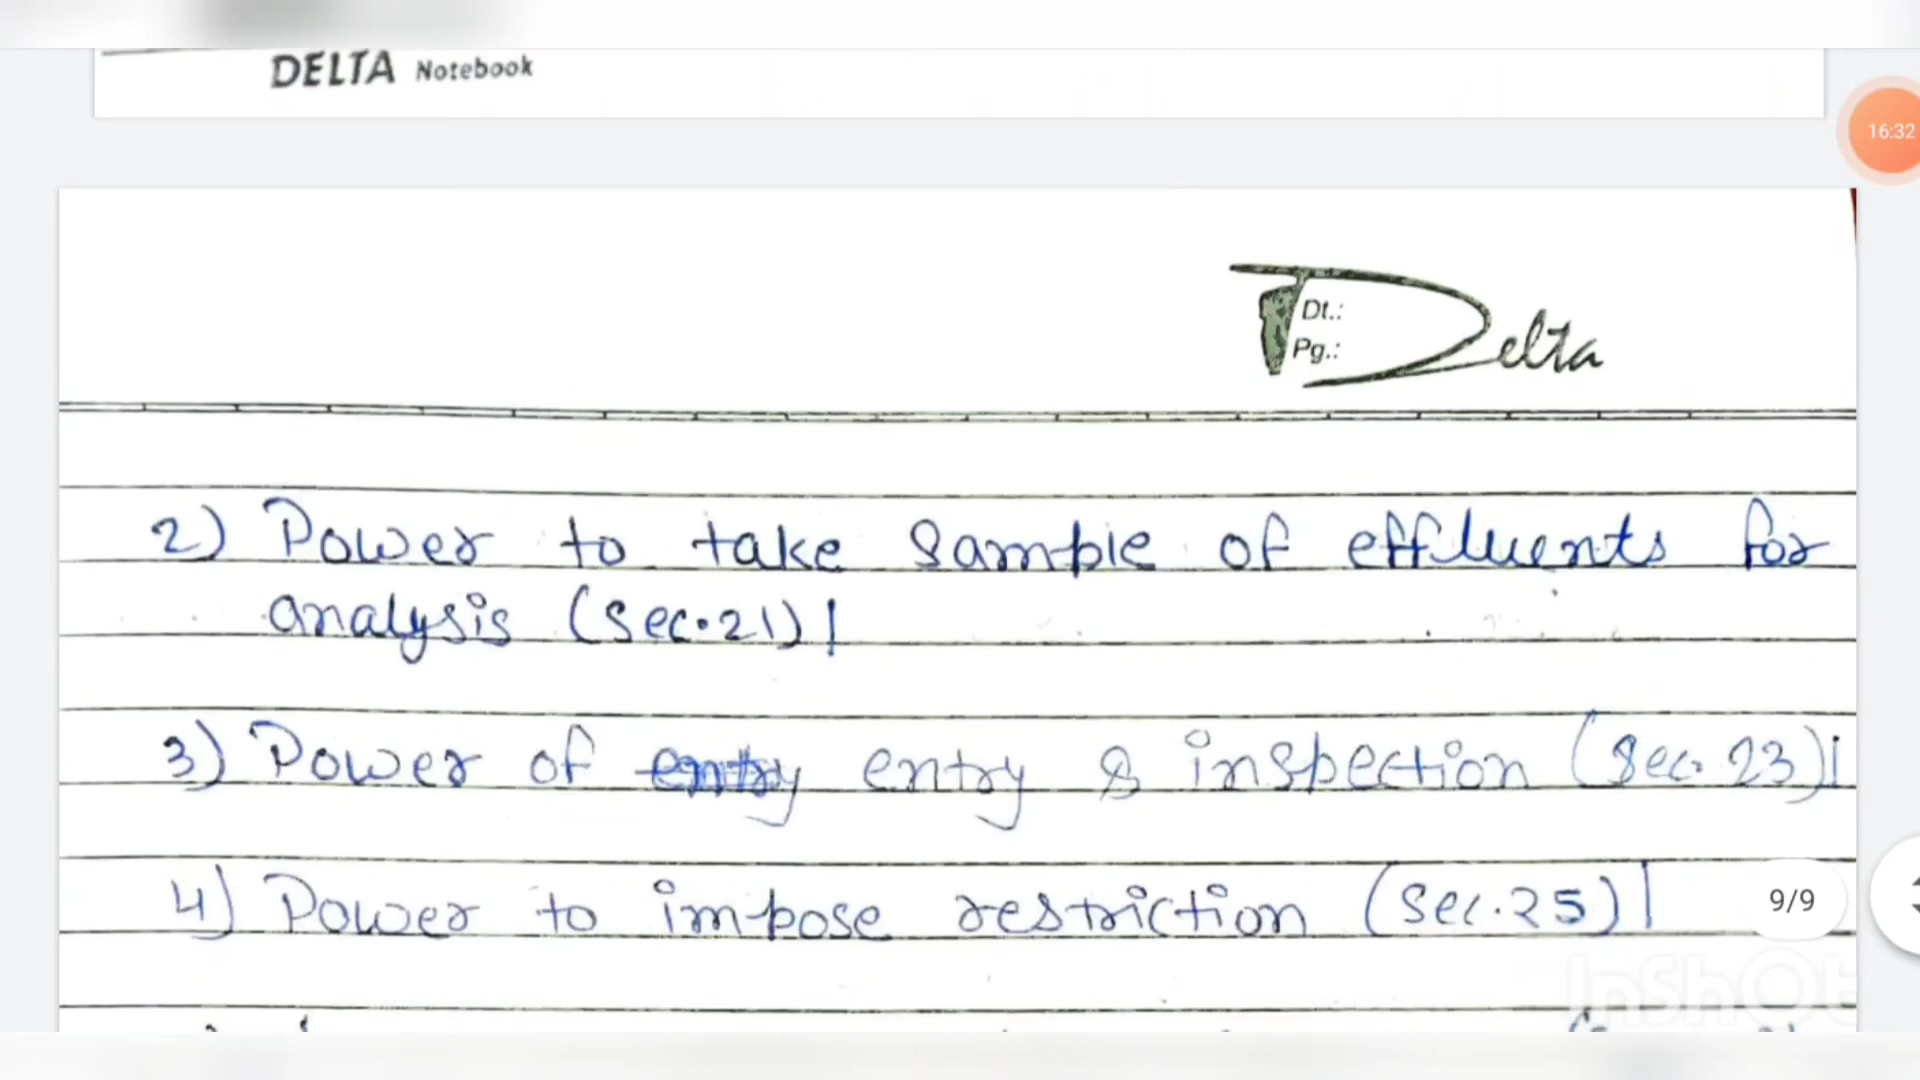 DELTA Notebook
16:32
Dt.:
Pg.:
Delta
2) Power to take sample of effluents for
analysis (sec.21)|
3) Power of entry entry & inspection (sec. 23)|
4) Power to impose restriction (sec.25)|
9/9
InShOt